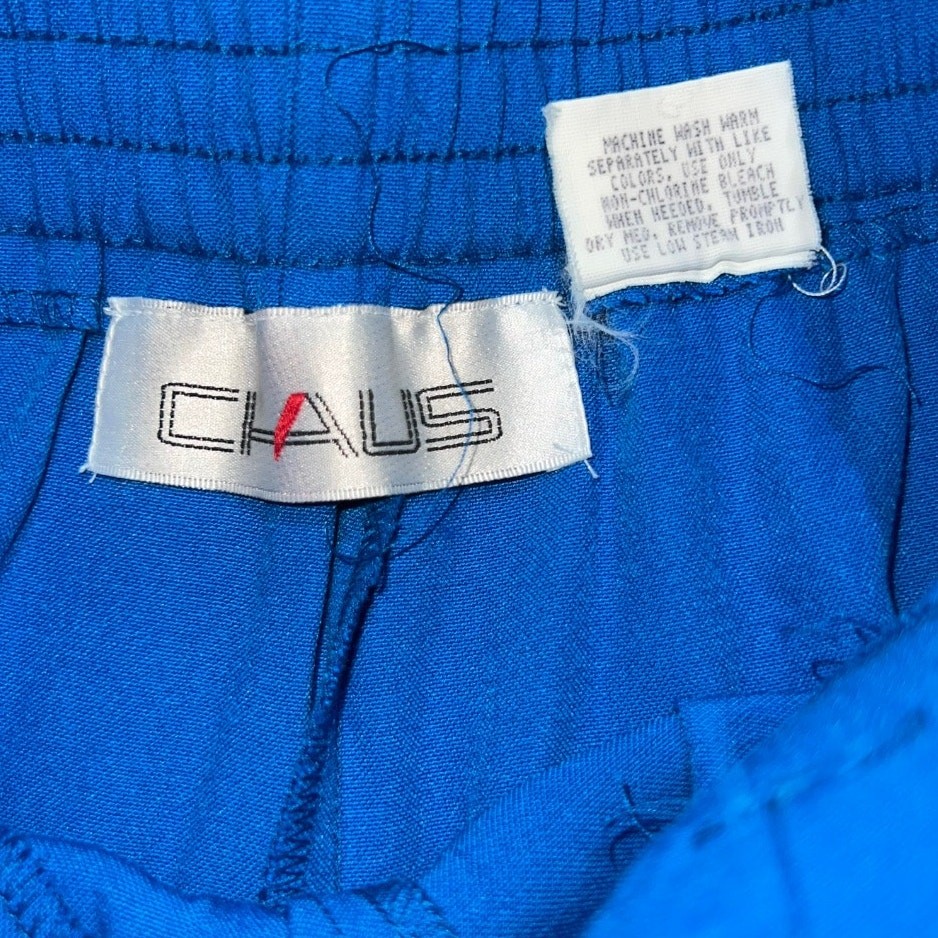 CHAUS
MACHINE WASH WARM
SEPARATELY WITH LIKE
COLORS, USE ONLY
NON-CHLORINE BLEACH
WHEN NEEDED, TUMBLE
DRY MED, REMOVE PROMPTLY
USE LOW STEAM IRON